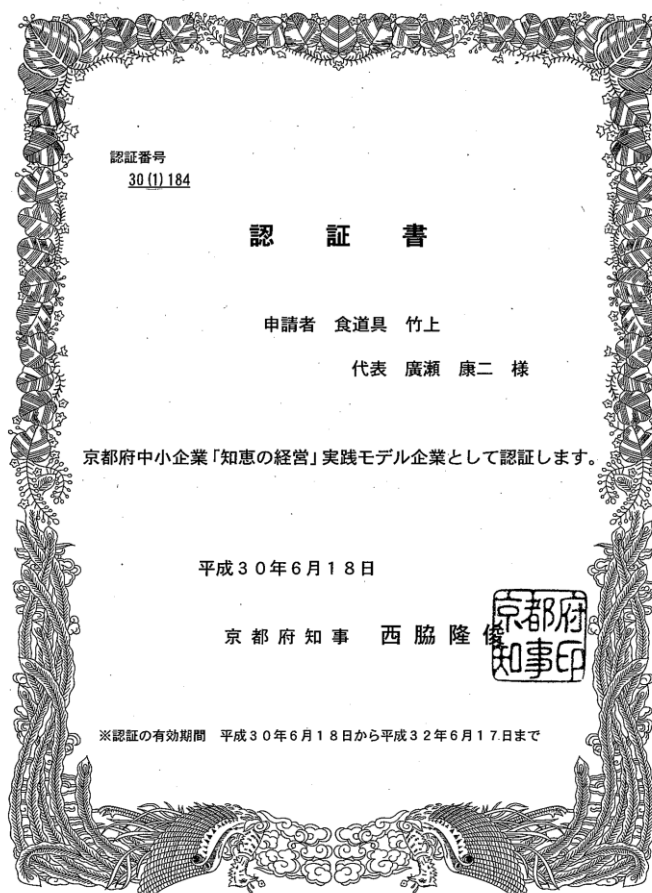 認証番号
30(1)184
認 証 書
申請者 食道具 竹上
代表 廣瀬 康二 様
京都府中小企業「知恵の経営」実践モデル企業として認証します。
平成30年6月18日
京都府知事 西脇隆俊
京都府
知事印
※認証の有効期間 平成30年6月18日から平成32年6月17日まで